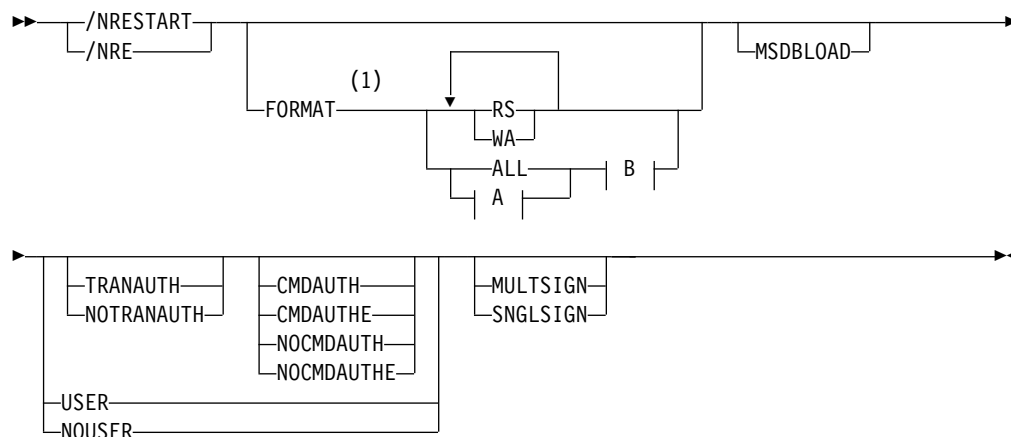 /NRESTART
/NRE
MSDBLOAD
(1)
FORMAT
RS
WA
ALL
A
B
TRANAUTH
NOTRANAUTH
CMDAUTH
CMDAUTHE
NOCMDAUTH
NOCMDAUTHE
MULTSIGN
SNGLSIGN
USER
NOUSER